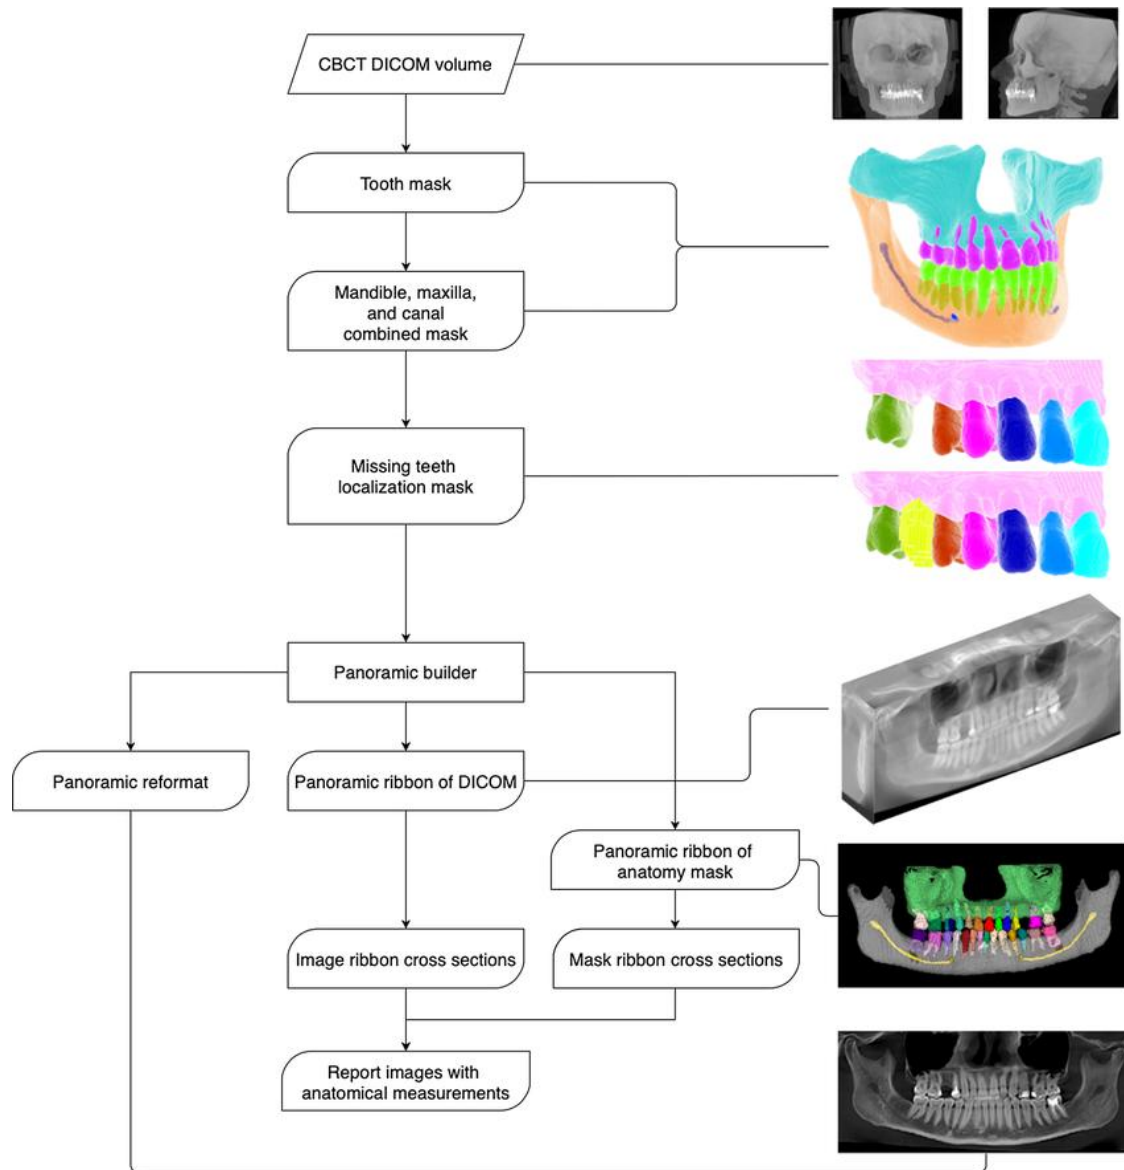 CBCT DICOM volume
Tooth mask
Mandible, maxilla,
and canal
combined mask
Missing teeth
localization mask
Panoramic builder
Panoramic reformat
Panoramic ribbon of DICOM
Panoramic ribbon of
anatomy mask
Image ribbon cross sections
Mask ribbon cross sections
Report images with
anatomical measurements